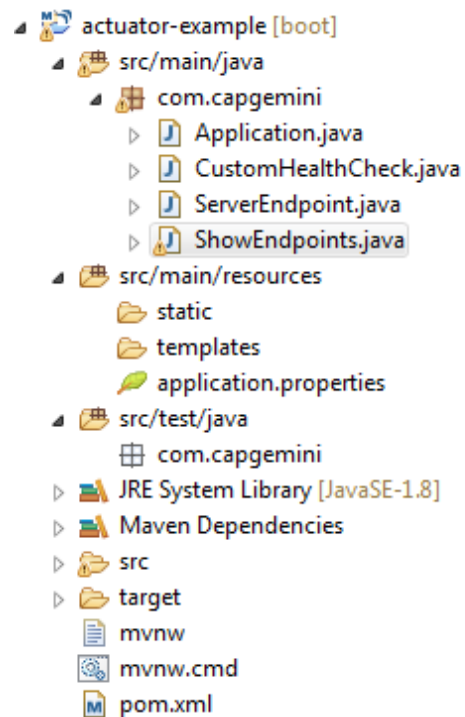 actuator-example [boot]
src/main/java
com.capgemini
Application.java
CustomHealthCheck.java
ServerEndpoint.java
ShowEndpoints.java
src/main/resources
static
templates
application.properties
src/test/java
com.capgemini
JRE System Library [JavaSE-1.8]
Maven Dependencies
src
target
mvnw
mvnw.cmd
pom.xml